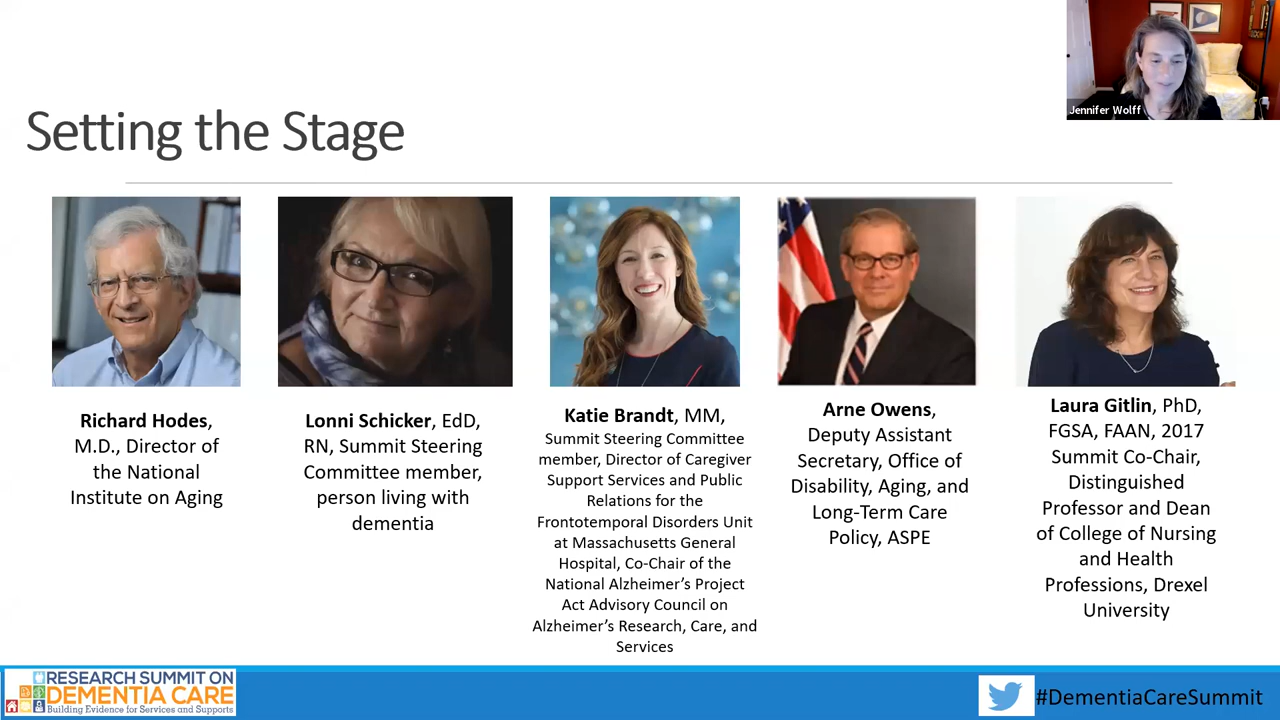 Jennifer Wolff
Setting the Stage
Richard Hodes,
M.D., Director of
the National
Institute on Aging
Lonni Schicker, EdD,
RN, Summit Steering
Committee member,
person living with
dementia
Katie Brandt, MM,
Summit Steering Committee
member, Director of Caregiver
Support Services and Public
Relations for the
Frontotemporal Disorders Unit
at Massachusetts General
Hospital, Co-Chair of the
National Alzheimer's Project
Act Advisory Council on
Alzheimer's Research, Care, and
Services
Arne Owens,
Deputy Assistant
Secretary, Office of
Disability, Aging, and
Long-Term Care
Policy, ASPE
Laura Gitlin, PhD,
FGSA, FAAN, 2017
Summit Co-Chair,
Distinguished
Professor and Dean
of College of Nursing
and Health
Professions, Drexel
University
RESEARCH SUMMIT ON
DEMENTIA CARE
Building Evidence for Services and Supports
#DementiaCareSummit